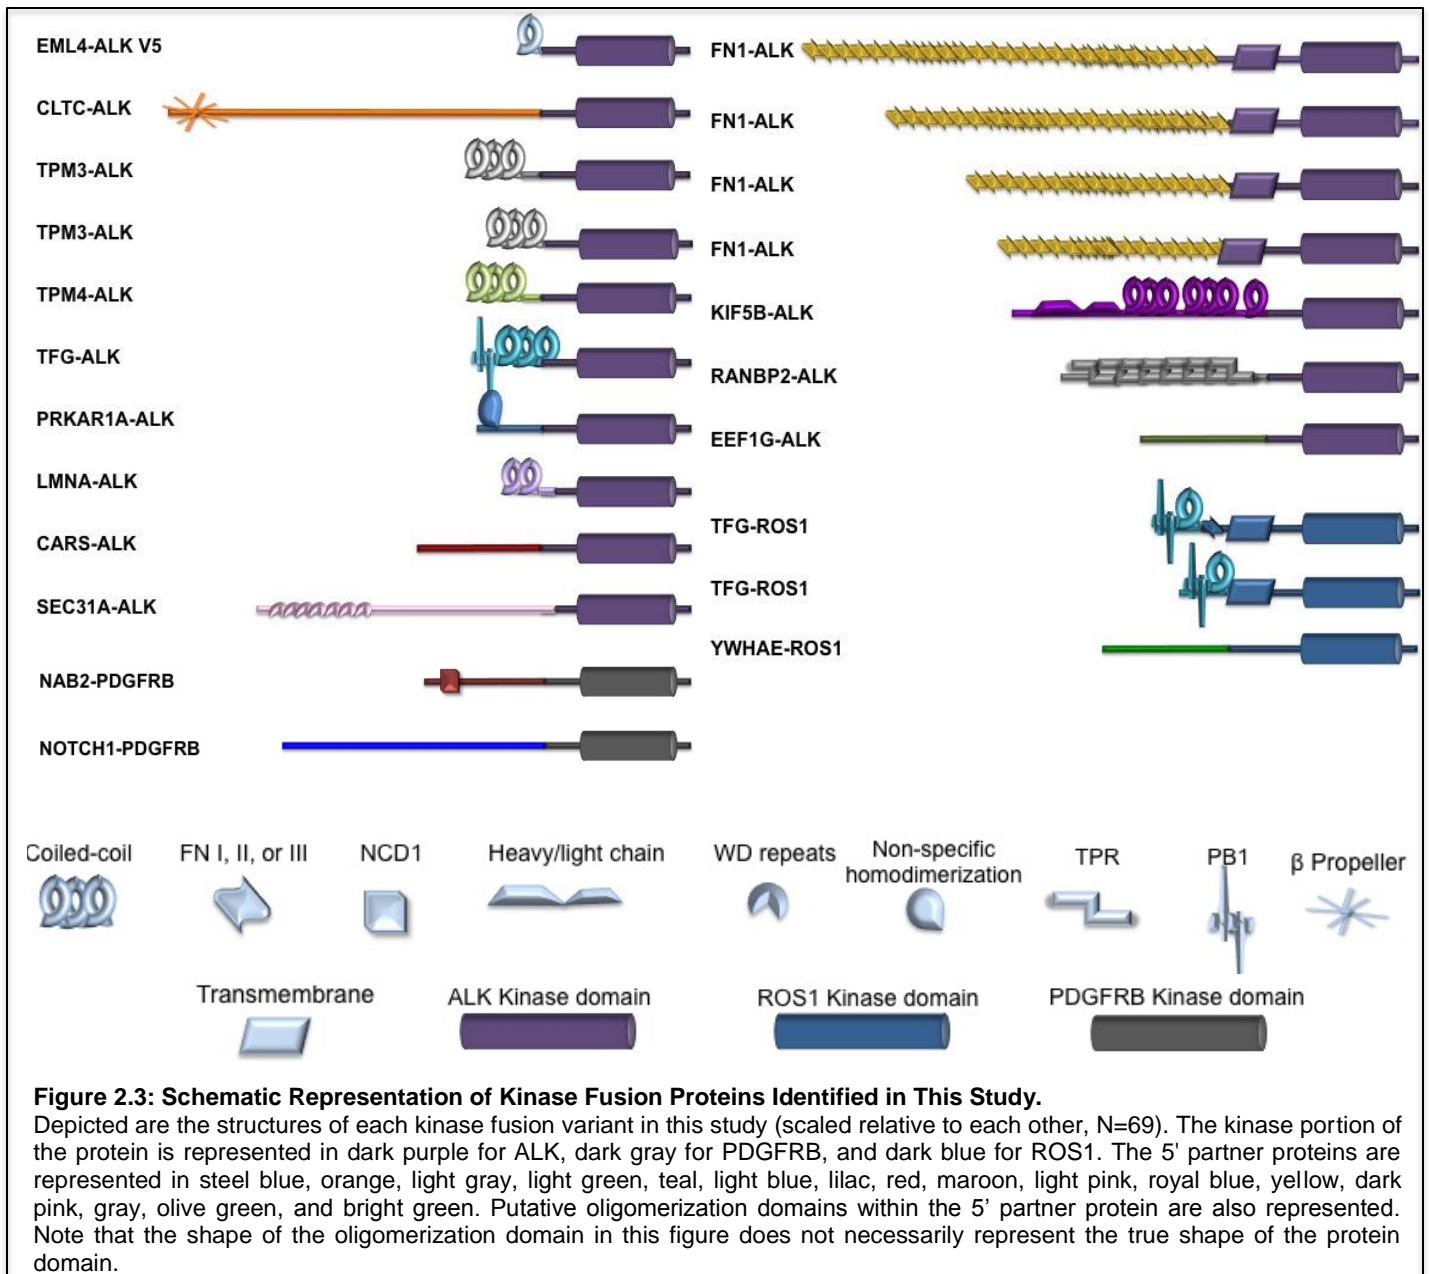 EML4-ALK V5
CLTC-ALK
TPM3-ALK
TPM3-ALK
TPM4-ALK
TFG-ALK
PRKAR1A-ALK
LMNA-ALK
CARS-ALK
SEC31A-ALK
NAB2-PDGFRB
NOTCH1-PDGFRB
FN1-ALK
FN1-ALK
FN1-ALK
FN1-ALK
KIF5B-ALK
RANBP2-ALK
EEF1G-ALK
TFG-ROS1
TFG-ROS1
YWHAE-ROS1
Coiled-coil
FN I, II, or III
NCD1
Heavy/light chain
WD repeats
Non-specific
homodimerization
TPR
PB1
β Propeller
Transmembrane
ALK Kinase domain
ROS1 Kinase domain
PDGFRB Kinase domain
Figure 2.3: Schematic Representation of Kinase Fusion Proteins Identified in This Study.
Depicted are the structures of each kinase fusion variant in this study (scaled relative to each other, N=69). The kinase portion of
the protein is represented in dark purple for ALK, dark gray for PDGFRB, and dark blue for ROS1. The 5' partner proteins are
represented in steel blue, orange, light gray, light green, teal, light blue, lilac, red, maroon, light pink, royal blue, yellow, dark
pink, gray, olive green, and bright green. Putative oligomerization domains within the 5’ partner protein are also represented.
Note that the shape of the oligomerization domain in this figure does not necessarily represent the true shape of the protein
domain.